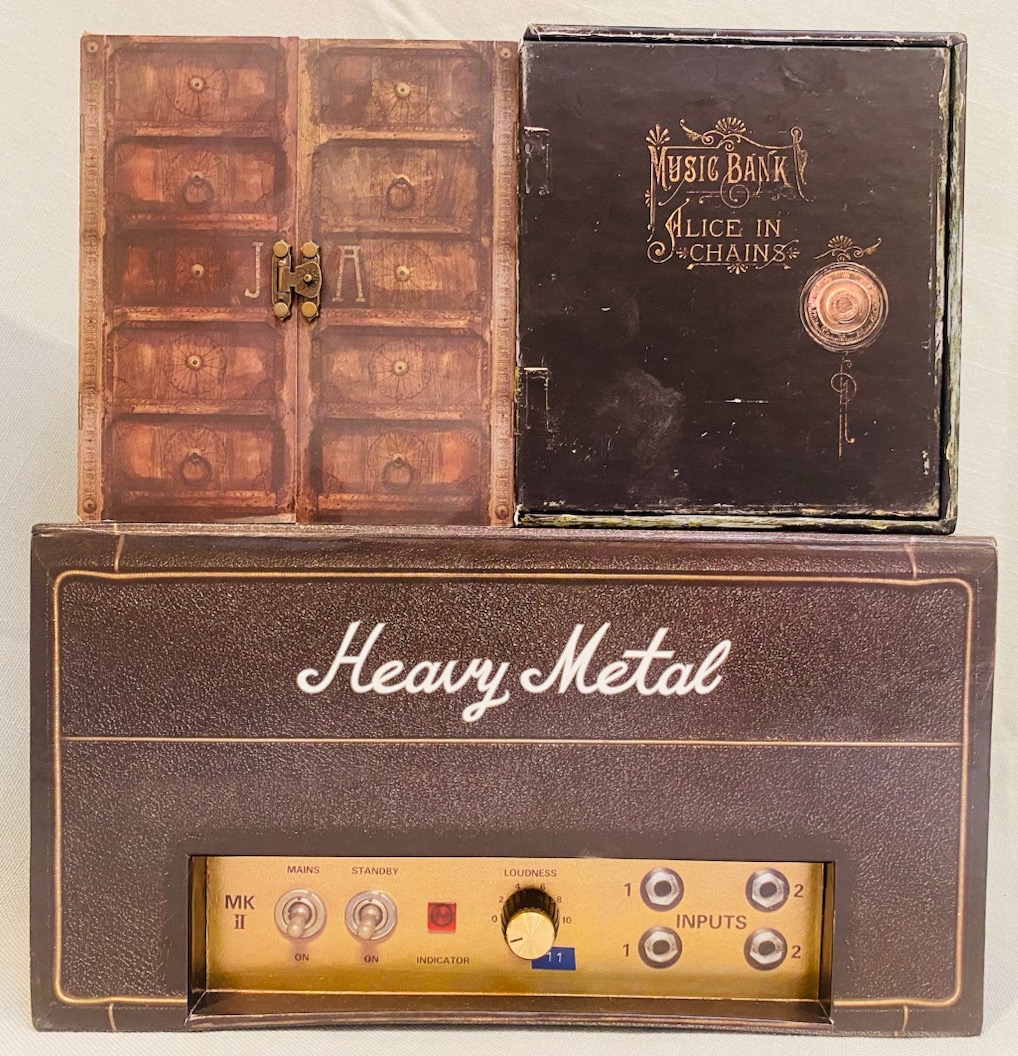 J A
MUSIC BANK
ALICE IN
CHAINS
Heavy Metal
MAINS STANDBY LOUDNESS
MK
II
0 2 4 6 8 10
11
ON ON INDICATOR
1 2
INPUTS
1 2